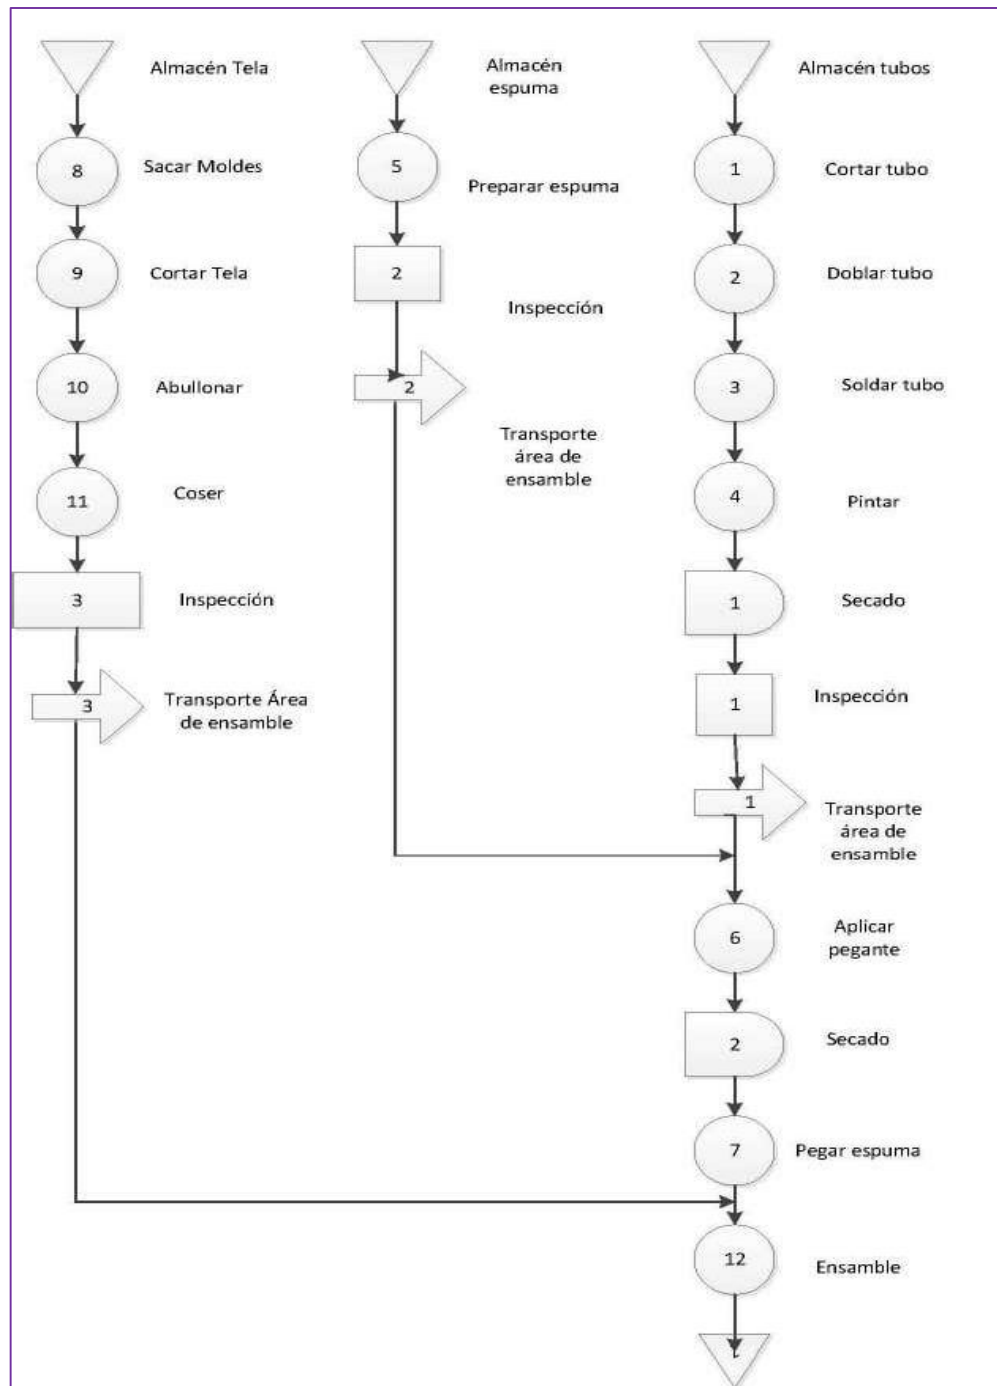 Almacén Tela
8
Sacar Moldes
9
Cortar Tela
10
Abullonar
11
Coser
3
Inspección
3
Transporte Área
de ensamble
Almacén
espuma
5
Preparar espuma
2
Inspección
2
Transporte
área de
ensamble
Almacén tubos
1
Cortar tubo
2
Doblar tubo
3
Soldar tubo
4
Pintar
1
Secado
1
Inspección
1
Transporte
área de
ensamble
6
Aplicar
pegante
2
Secado
7
Pegar espuma
12
Ensamble